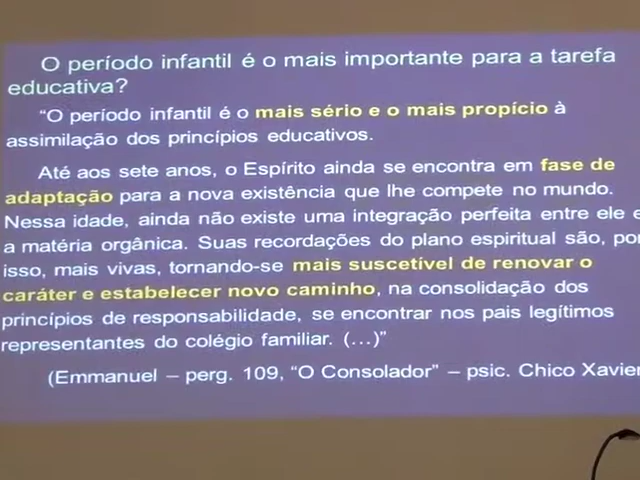 O período infantil é o mais importante para a tarefa
educativa?
“O período infantil é o mais sério e o mais propício à
assimilação dos princípios educativos.
Até aos sete anos, o Espírito ainda se encontra em fase de
adaptação para a nova existência que lhe compete no mundo.
Nessa idade, ainda não existe uma integração perfeita entre ele e
a matéria orgânica. Suas recordações do plano espiritual são, por
isso, mais vivas, tornando-se mais suscetível de renovar o
caráter e estabelecer novo caminho, na consolidação dos
princípios de responsabilidade, se encontrar nos pais legítimos
representantes do colégio familiar. (...)”
(Emmanuel – perg. 109, “O Consolador” – psic. Chico Xavier